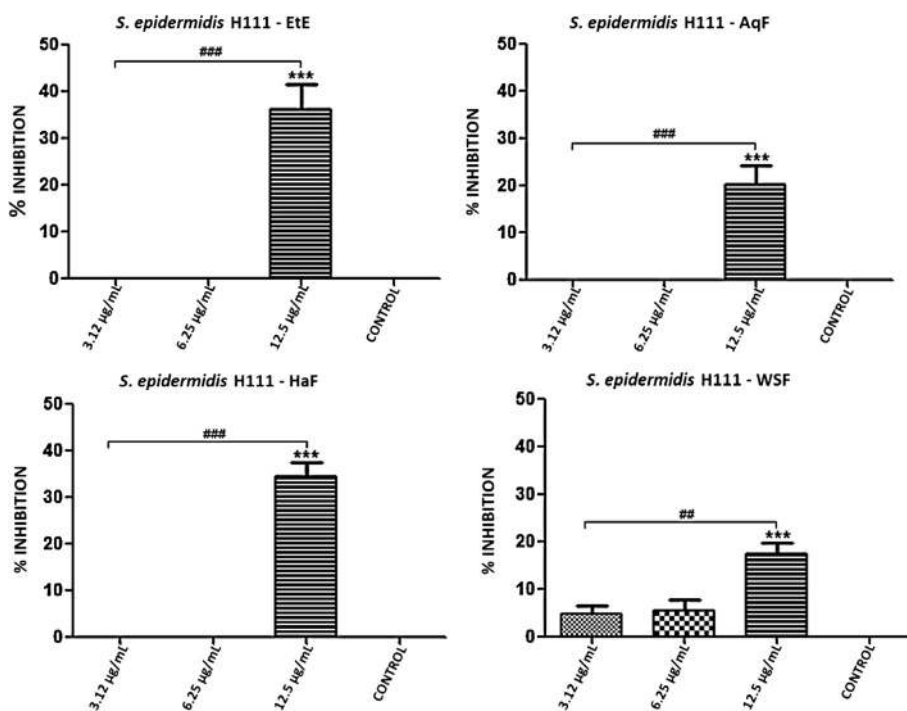 S. epidermidis H111 - EtE
% INHIBITION
50
40
30
20
10
0
###
***
3.12 µg/mL
6.25 µg/mL
12.5 µg/mL
CONTROL
S. epidermidis H111 - AqF
% INHIBITION
50
40
30
20
10
0
###
***
3.12 µg/mL
6.25 µg/mL
12.5 µg/mL
CONTROL
S. epidermidis H111 - HaF
% INHIBITION
50
40
30
20
10
0
###
***
3.12 µg/mL
6.25 µg/mL
12.5 µg/mL
CONTROL
S. epidermidis H111 - WSF
% INHIBITION
50
40
30
20
10
0
##
***
3.12 µg/mL
6.25 µg/mL
12.5 µg/mL
CONTROL